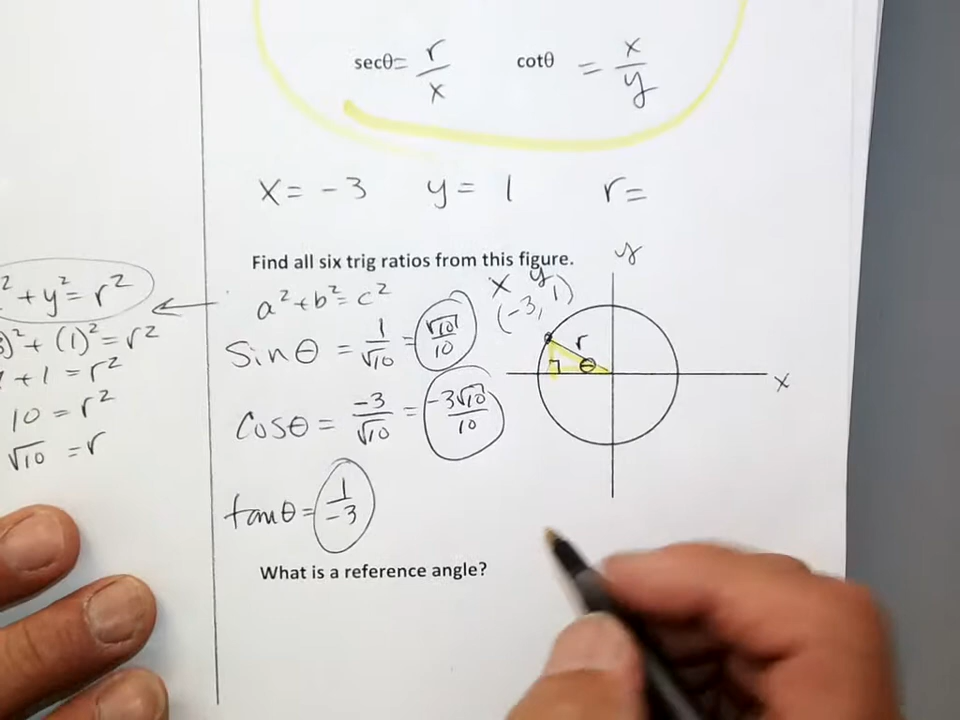 secθ= r/x cotθ = x/y
x = -3 y = 1 r =
Find all six trig ratios from this figure.
a² + b² = c²
² + y² = r²
)² + (1)² = r²
+ 1 = r²
10 = r²
√10 = r
sinθ = 1/√10 = √10/10
cosθ = -3/√10 = -3√10/10
tanθ = 1/-3
What is a reference angle?
y
x y
(-3, 1)
r
θ
x